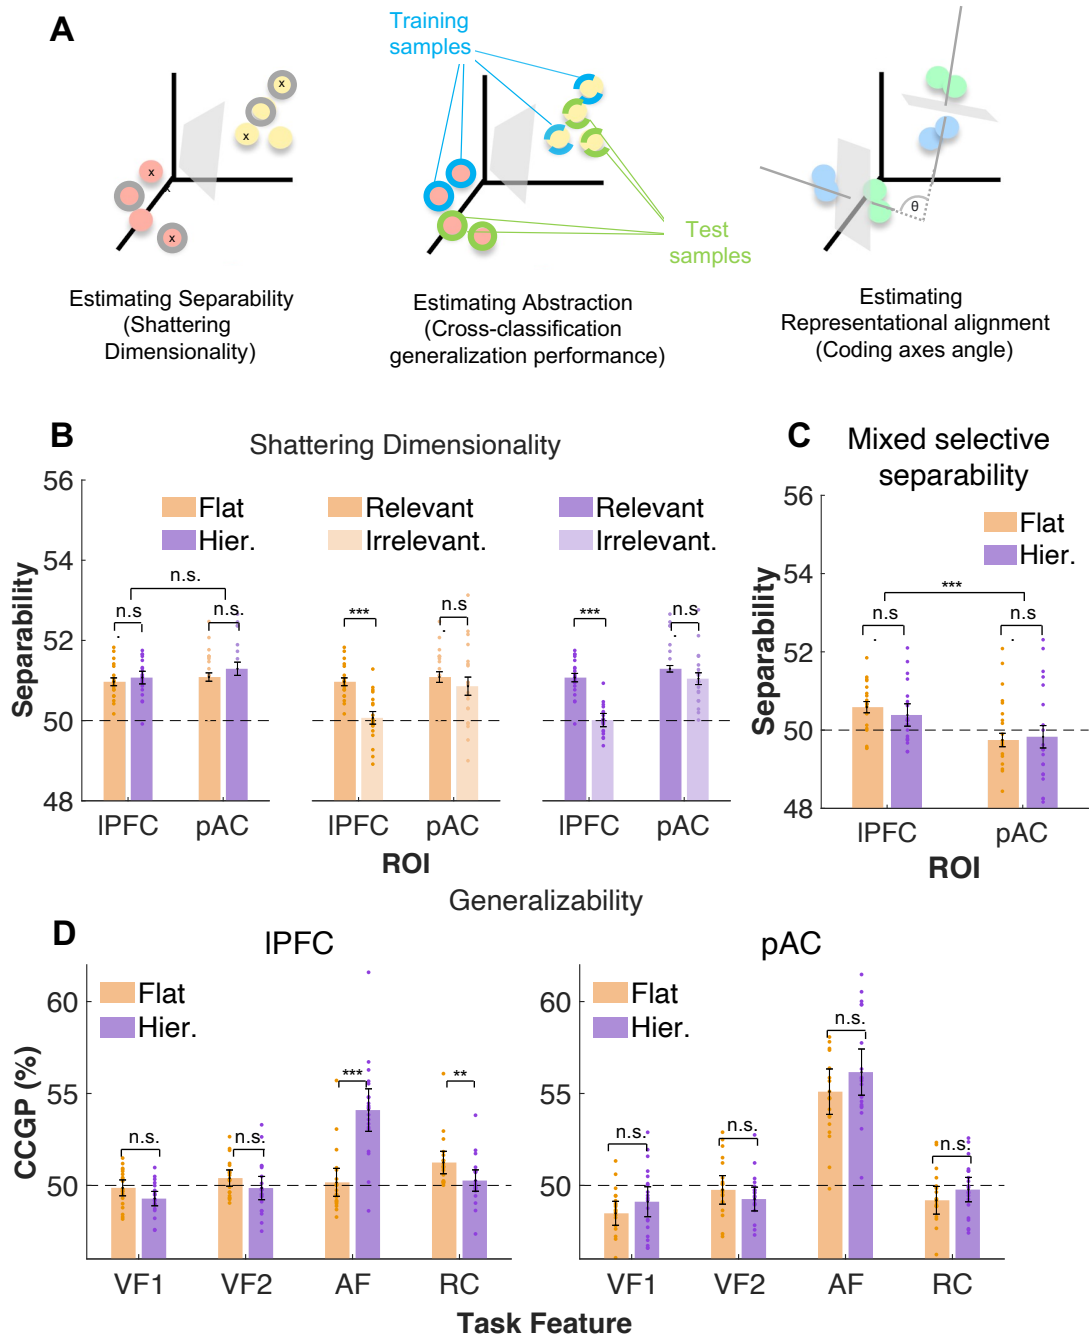 A
Training
samples
x
x
x
x
θ
Test
samples
Estimating Separability
(Shattering
Dimensionality)
Estimating Abstraction
(Cross-classification
generalization performance)
Estimating
Representational alignment
(Coding axes angle)
B
Shattering Dimensionality
Separability
56
54
52
50
48
Flat
Hier.
Relevant
Irrelevant.
Relevant
Irrelevant.
n.s.
n.s
.
n.s.
***
n.s
.
***
n.s
.
lPFC
pAC
lPFC
pAC
lPFC
pAC
ROI
C
Mixed selective
separability
Separability
56
54
52
50
48
Flat
Hier.
***
n.s
.
n.s
.
lPFC
pAC
ROI
Generalizability
D
lPFC
CCGP (%)
60
55
50
Flat
Hier.
n.s.
n.s.
***
**
VF1
VF2
AF
RC
pAC
60
55
50
Flat
Hier.
n.s.
n.s.
n.s.
n.s.
VF1
VF2
AF
RC
Task Feature